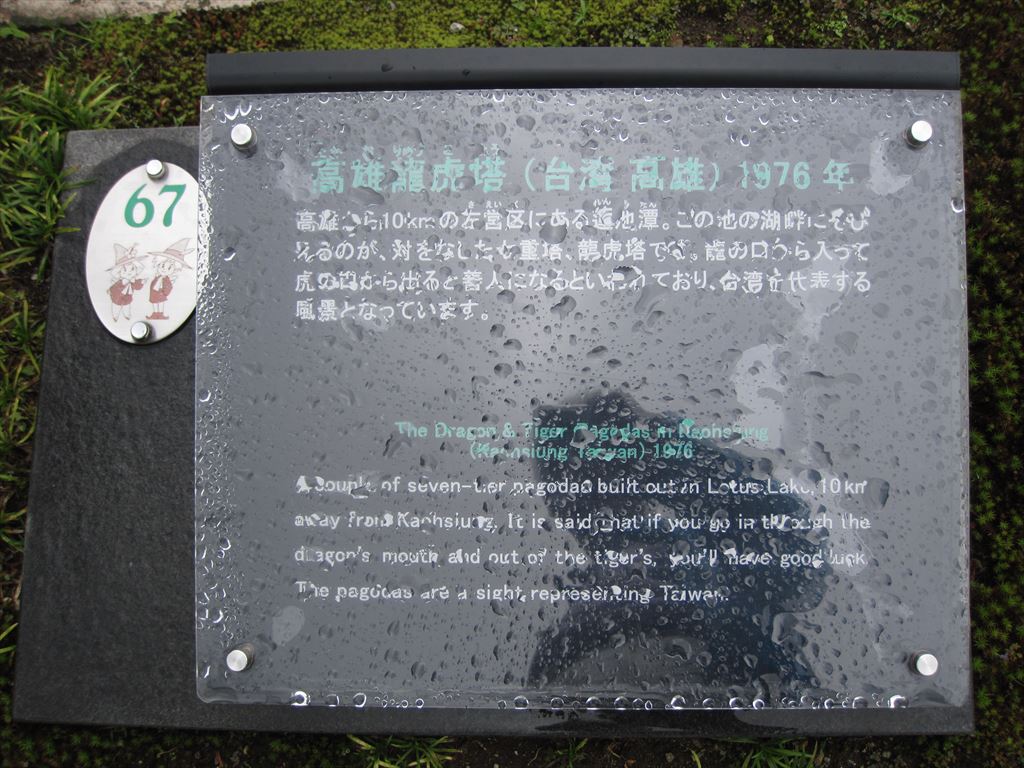 67
高雄龍虎塔(台湾 高雄)1976年
高雄から10kmの左営区にある蓮池潭。この池の湖畔にそび
えるのが、対をなした七重塔、龍虎塔です。龍の口から入って
虎の口から出ると善人になるといわれており、台湾を代表する
風景となっています。
The Dragon & Tiger Pagodas in Kaohsiung
(Kaohsiung Taiwan) 1976
A couple of seven-tier pagodas built out in Lotus Lake, 10km
away from Kaohsiung. It is said that if you go in through the
dragon's mouth and out of the tiger's, you'll have good luck.
The pagodas are a sight representing Taiwan.